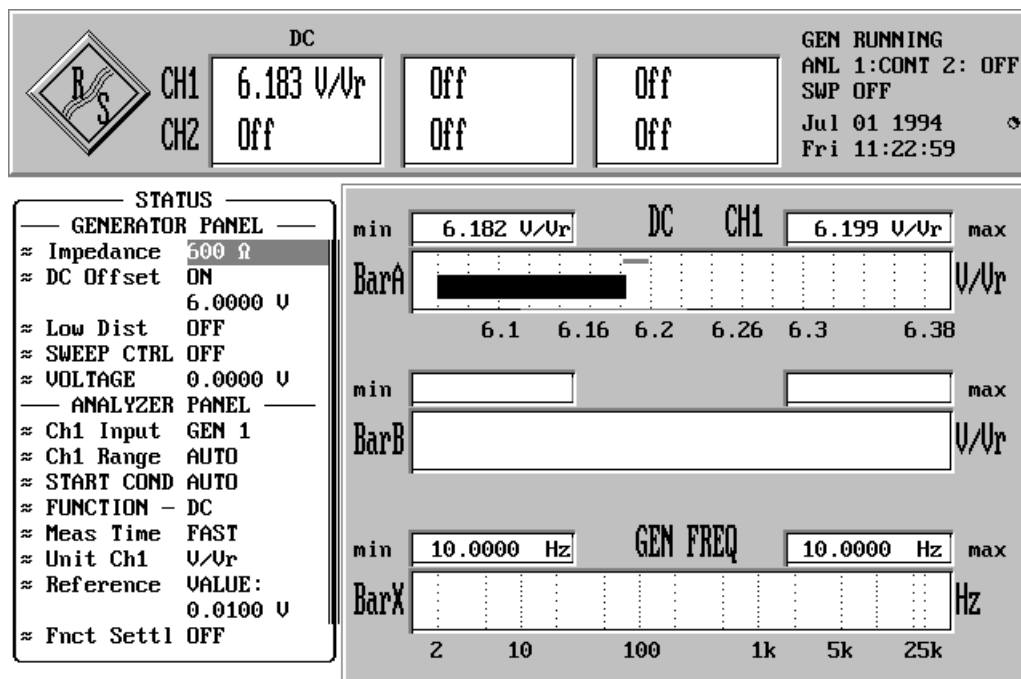 DC
R
S
CH1 6.183 V/Vr Off Off
CH2 Off Off Off
GEN RUNNING
ANL 1:CONT 2: OFF
SWP OFF
Jul 01 1994
Fri 11:22:59
STATUS
GENERATOR PANEL
≈ Impedance 600 Ω
≈ DC Offset ON
6.0000 V
≈ Low Dist OFF
≈ SWEEP CTRL OFF
≈ VOLTAGE 0.0000 V
ANALYZER PANEL
≈ Ch1 Input GEN 1
≈ Ch1 Range AUTO
≈ START COND AUTO
≈ FUNCTION – DC
≈ Meas Time FAST
≈ Unit Ch1 V/Vr
≈ Reference VALUE:
0.0100 V
≈ Fnct Settl OFF
min 6.182 V/Vr DC CH1 6.199 V/Vr max
BarA V/Vr
6.1 6.16 6.2 6.26 6.3 6.38
min max
BarB V/Vr
min 10.0000 Hz GEN FREQ 10.0000 Hz max
BarX Hz
2 10 100 1k 5k 25k